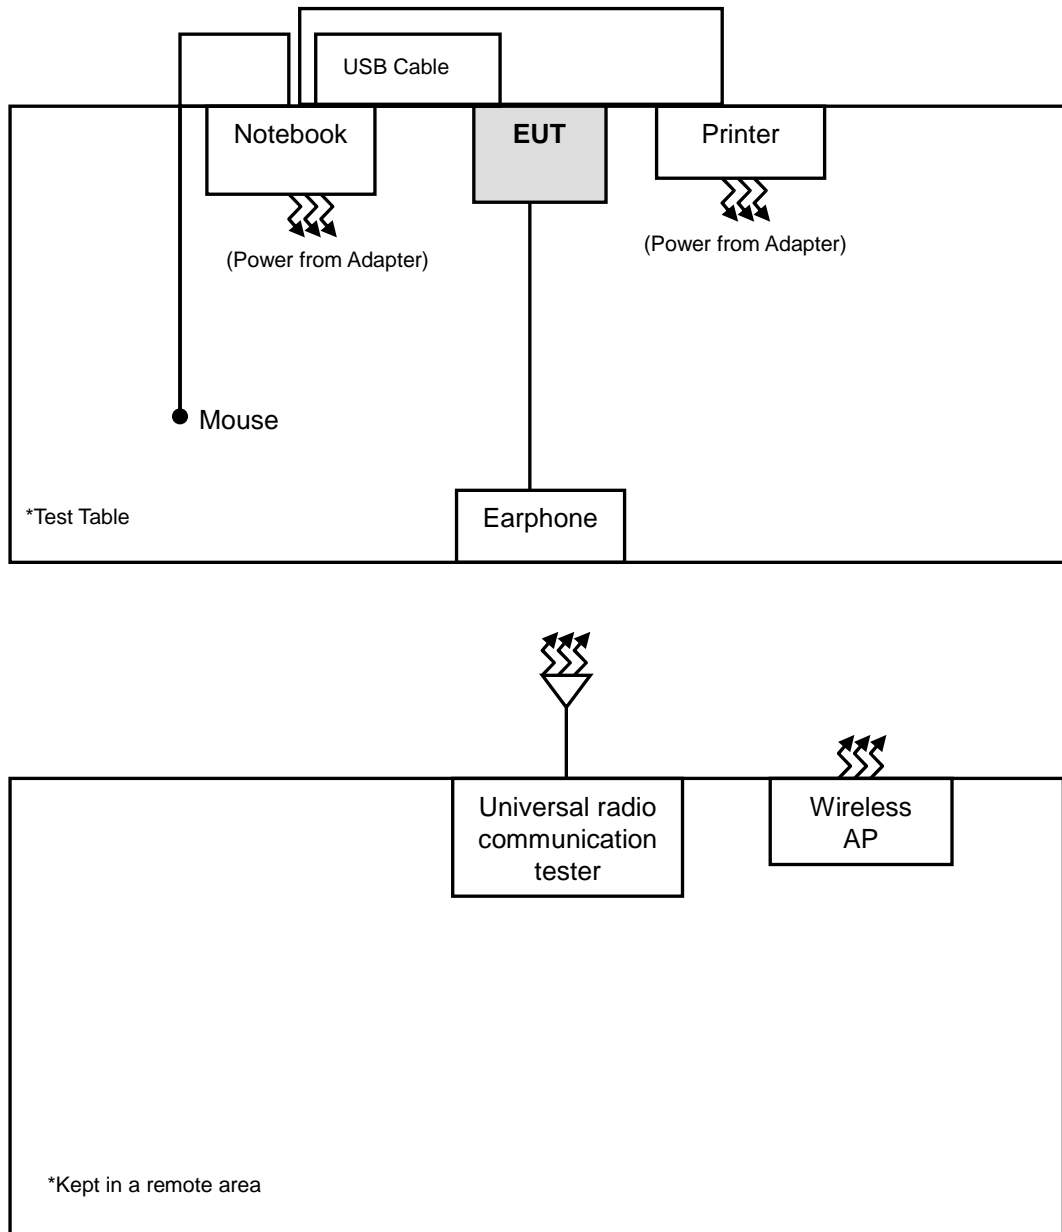 USB Cable
Notebook
EUT
Printer
(Power from Adapter)
(Power from Adapter)
Mouse
*Test Table
Earphone
Universal radio
communication
tester
Wireless
AP
*Kept in a remote area